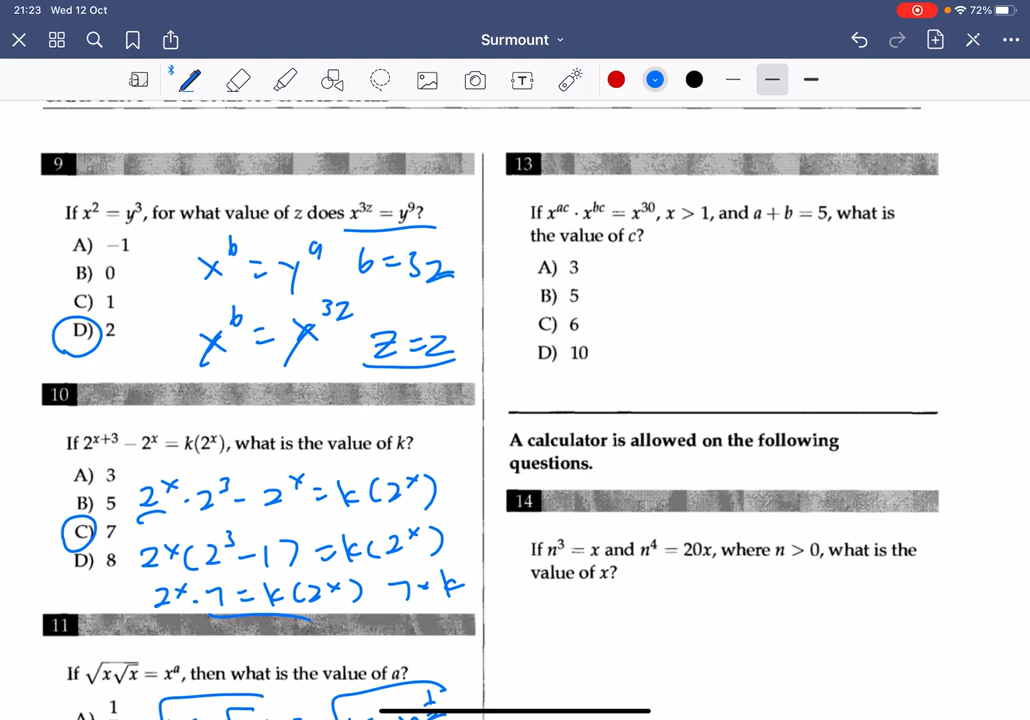 21:23 Wed 12 Oct
72%
Surmount
9
If x² = y³, for what value of z does x³ᶻ = y⁹?
A) −1
B) 0
C) 1
D) 2
xᵇ = y⁹ 6 = 3z
xᵇ = x³ᶻ z = 2
10
If 2ˣ⁺³ − 2ˣ = k(2ˣ), what is the value of k?
A) 3
B) 5
C) 7
D) 8
2ˣ · 2³ − 2ˣ = k(2ˣ)
2ˣ(2³ − 1) = k(2ˣ)
2ˣ · 7 = k(2ˣ) 7 = k
11
If √(x√x) = xᵃ, then what is the value of a?
A) 1
13
If xᵃᶜ · xᵇᶜ = x³⁰, x > 1, and a + b = 5, what is
the value of c?
A) 3
B) 5
C) 6
D) 10
A calculator is allowed on the following
questions.
14
If n³ = x and n⁴ = 20x, where n > 0, what is the
value of x?